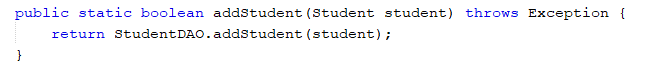 public static boolean addStudent(Student student) throws Exception {
    return StudentDAO.addStudent(student);
}